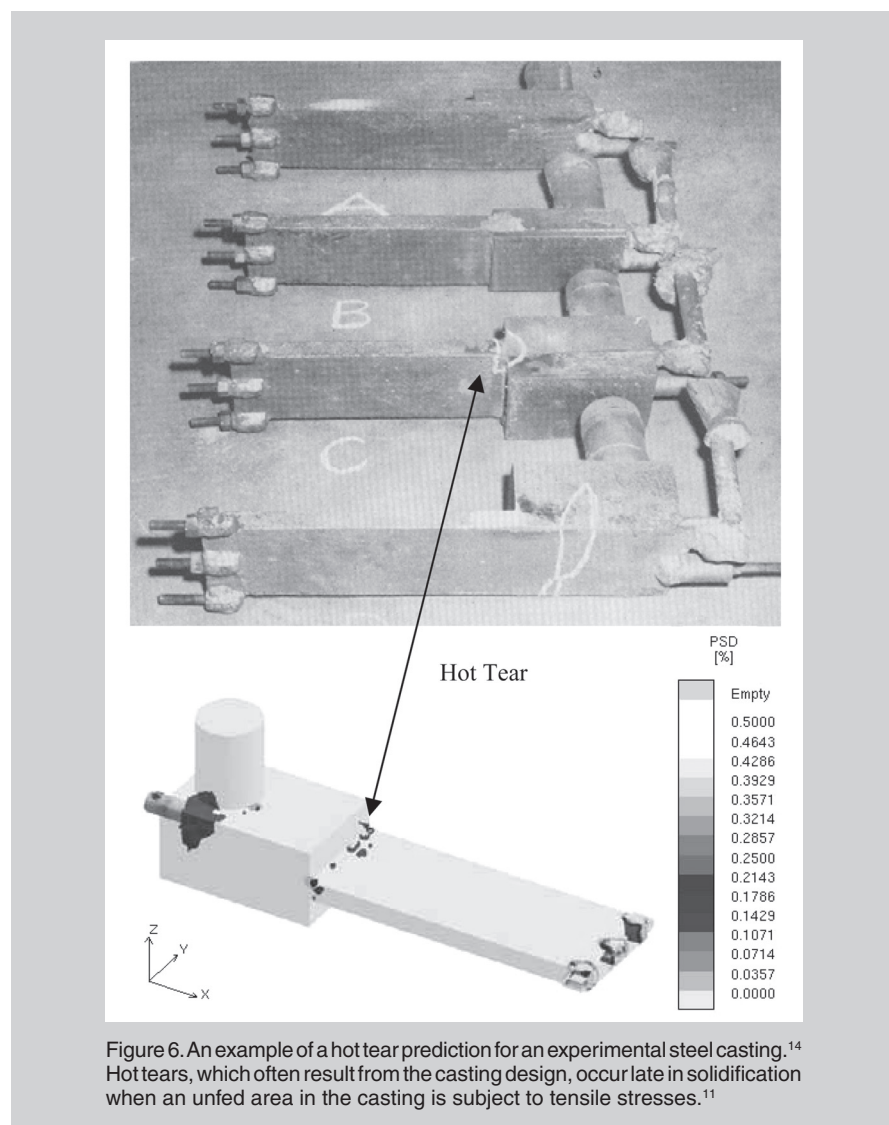 A
B
C
Hot Tear
PSD
[%]
Empty
0.5000
0.4643
0.4286
0.3929
0.3571
0.3214
0.2857
0.2500
0.2143
0.1786
0.1429
0.1071
0.0714
0.0357
0.0000
Z
Y
X
Figure 6. An example of a hot tear prediction for an experimental steel casting.¹⁴
Hot tears, which often result from the casting design, occur late in solidification
when an unfed area in the casting is subject to tensile stresses.¹¹